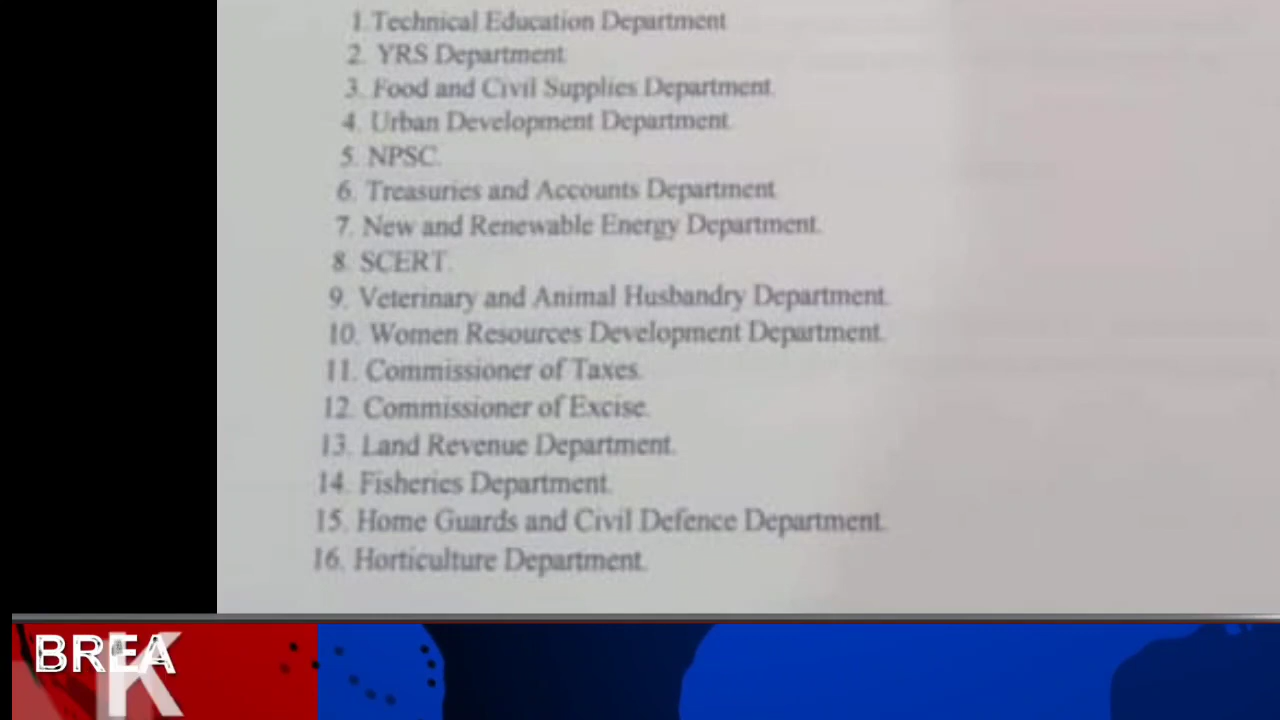 1. Technical Education Department
2. YRS Department
3. Food and Civil Supplies Department.
4. Urban Development Department.
5. NPSC.
6. Treasuries and Accounts Department
7. New and Renewable Energy Department.
8. SCERT.
9. Veterinary and Animal Husbandry Department.
10. Women Resources Development Department.
11. Commissioner of Taxes.
12. Commissioner of Excise.
13. Land Revenue Department.
14. Fisheries Department.
15. Home Guards and Civil Defence Department.
16. Horticulture Department.
BREA
K